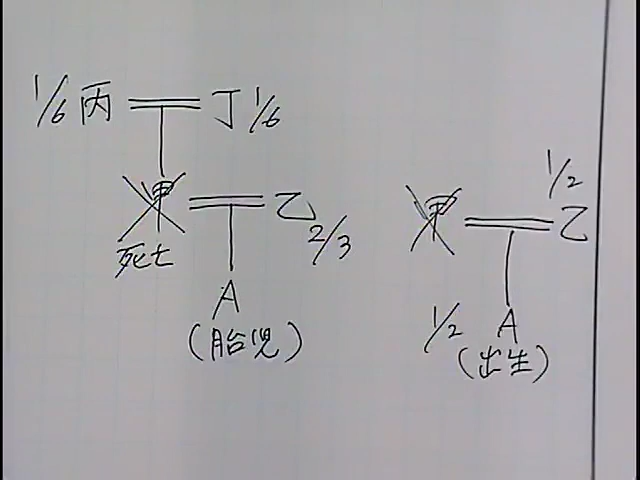 1/6 丙 丁 1/6
甲 乙 2/3
死亡
A
(胎児)
1/2
甲 乙
1/2 A
(出生)